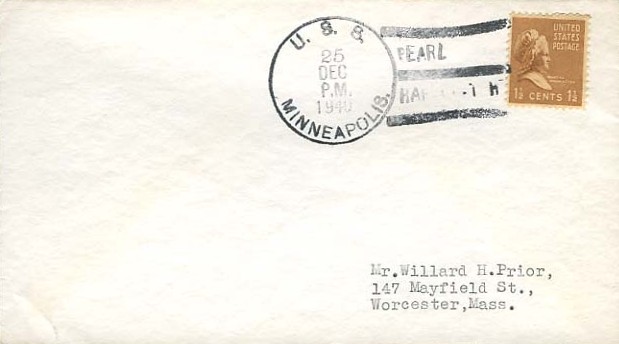 U. S. S.
25
DEC
P.M.
1940
MINNEAPOLIS.
PEARL
UNITED
STATES
POSTAGE
1½ CENTS 1½
Mr.Willard H.Prior,
147 Mayfield St.,
Worcester,Mass.